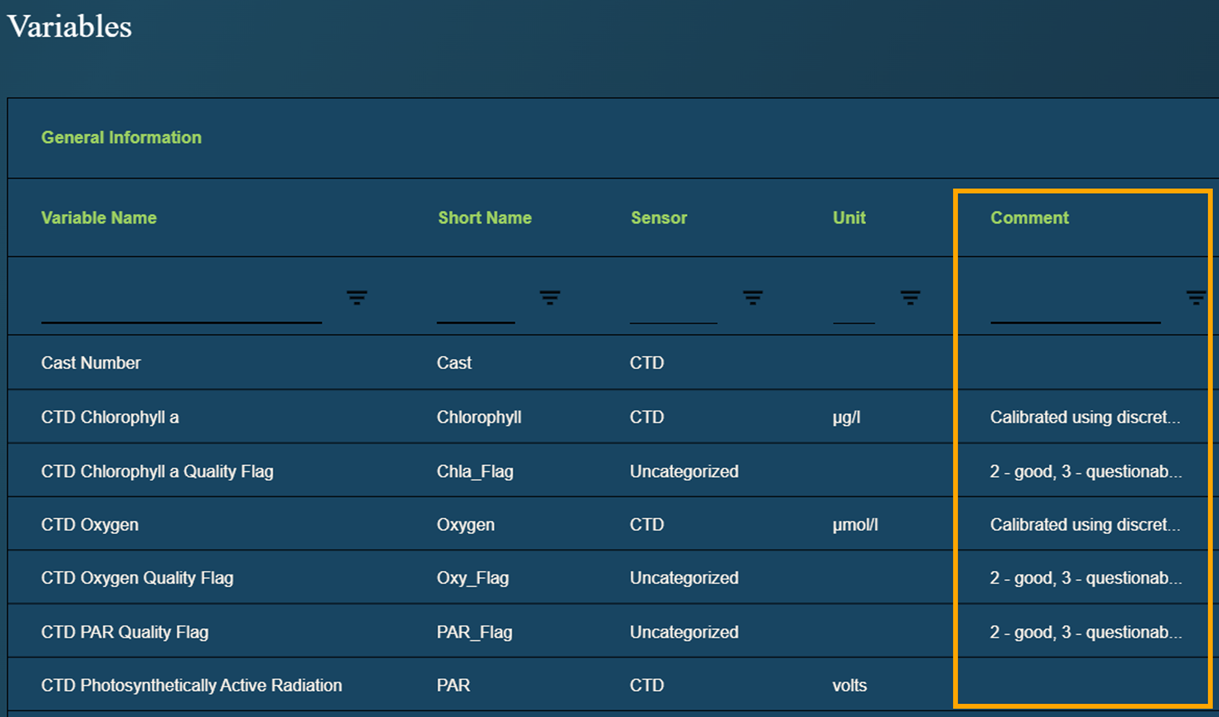 Variables
General Information
Variable Name Short Name Sensor Unit Comment
Cast Number Cast CTD
CTD Chlorophyll a Chlorophyll CTD µg/l Calibrated using discret...
CTD Chlorophyll a Quality Flag Chla_Flag Uncategorized 2 - good, 3 - questionab...
CTD Oxygen Oxygen CTD µmol/l Calibrated using discret...
CTD Oxygen Quality Flag Oxy_Flag Uncategorized 2 - good, 3 - questionab...
CTD PAR Quality Flag PAR_Flag Uncategorized 2 - good, 3 - questionab...
CTD Photosynthetically Active Radiation PAR CTD volts